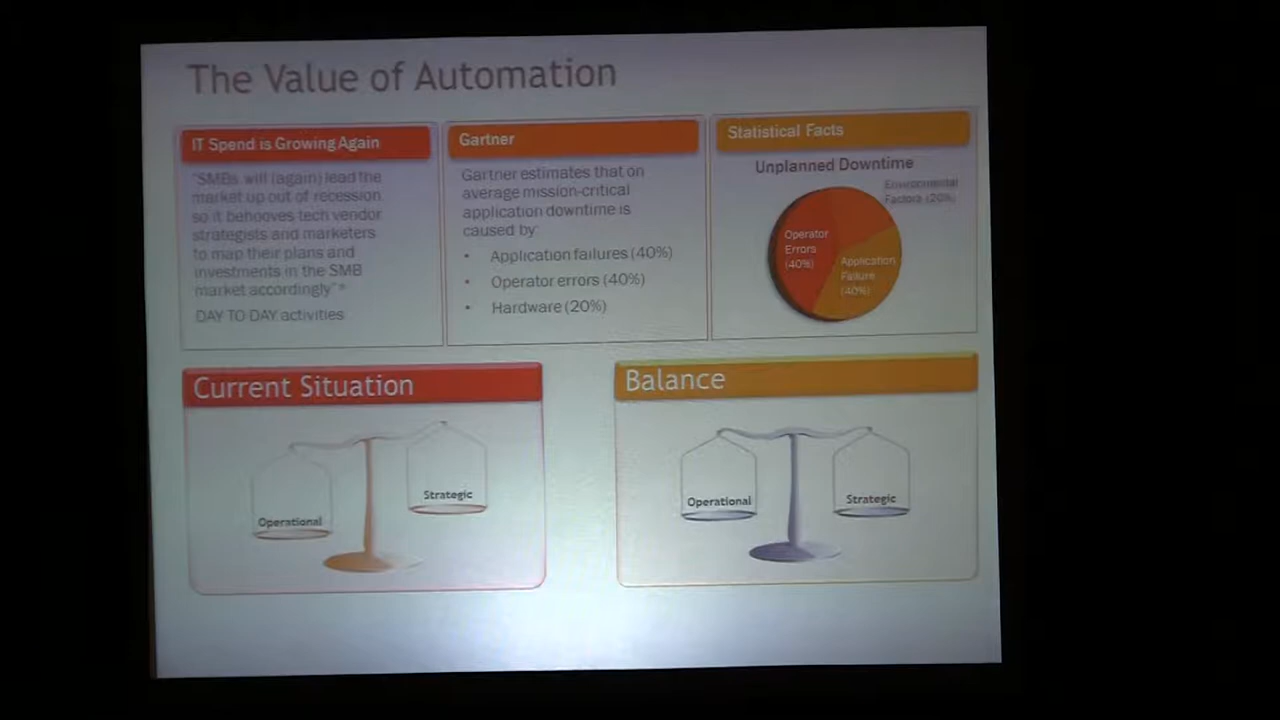 The Value of Automation
IT Spend is Growing Again
"SMBs will (again) lead the
market up out of recession
so it behooves tech vendor
strategists and marketers
to map their plans and
investments in the SMB
market accordingly"*
DAY TO DAY activities
Gartner
Gartner estimates that on
average mission-critical
application downtime is
caused by:
• Application failures (40%)
• Operator errors (40%)
• Hardware (20%)
Statistical Facts
Unplanned Downtime
Environmental
Factors (20%)
Operator
Errors
(40%)
Application
Failure
(40%)
Current Situation
Operational
Strategic
Balance
Operational
Strategic